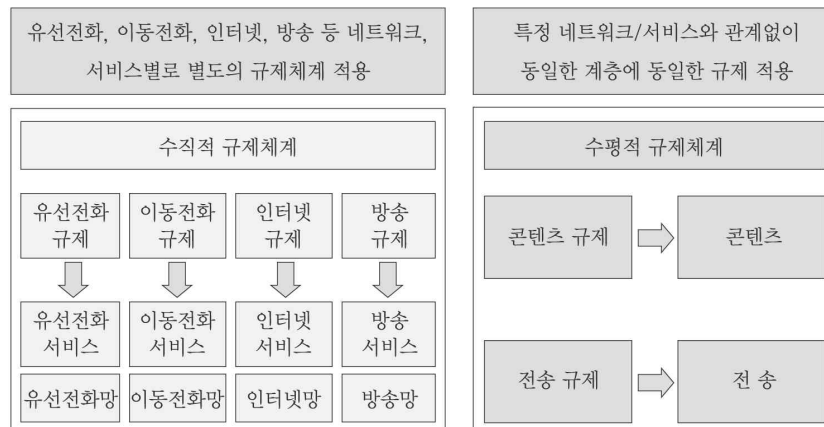 유선전화, 이동전화, 인터넷, 방송 등 네트워크,
서비스별로 별도의 규제체계 적용
수직적 규제체계
유선전화
규제
이동전화
규제
인터넷
규제
방송
규제
유선전화
서비스
이동전화
서비스
인터넷
서비스
방송
서비스
유선전화망
이동전화망
인터넷망
방송망
특정 네트워크/서비스와 관계없이
동일한 계층에 동일한 규제 적용
수평적 규제체계
콘텐츠 규제
콘텐츠
전송 규제
전 송